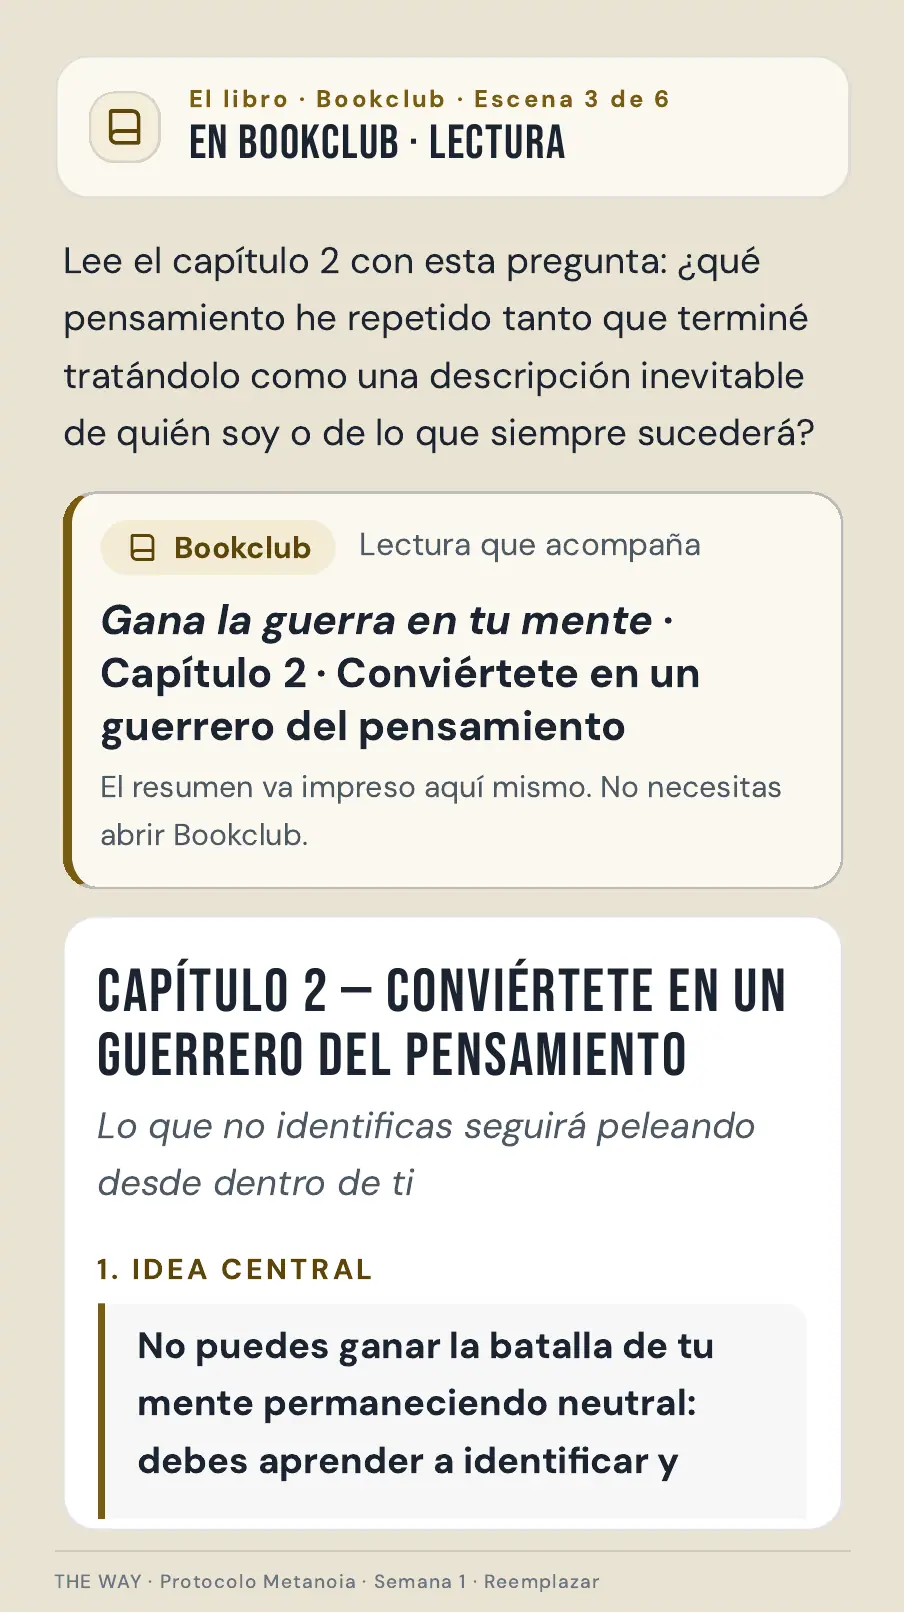 El libro · Bookclub · Escena 3 de 6
EN BOOKCLUB · LECTURA
Lee el capítulo 2 con esta pregunta: ¿qué
pensamiento he repetido tanto que terminé
tratándolo como una descripción inevitable
de quién soy o de lo que siempre sucederá?
Bookclub Lectura que acompaña
Gana la guerra en tu mente ·
Capítulo 2 · Conviértete en un
guerrero del pensamiento
El resumen va impreso aquí mismo. No necesitas
abrir Bookclub.
CAPÍTULO 2 – CONVIÉRTETE EN UN
GUERRERO DEL PENSAMIENTO
Lo que no identificas seguirá peleando
desde dentro de ti
1. IDEA CENTRAL
No puedes ganar la batalla de tu
mente permaneciendo neutral:
debes aprender a identificar y
THE WAY · Protocolo Metanoia · Semana 1 · Reemplazar